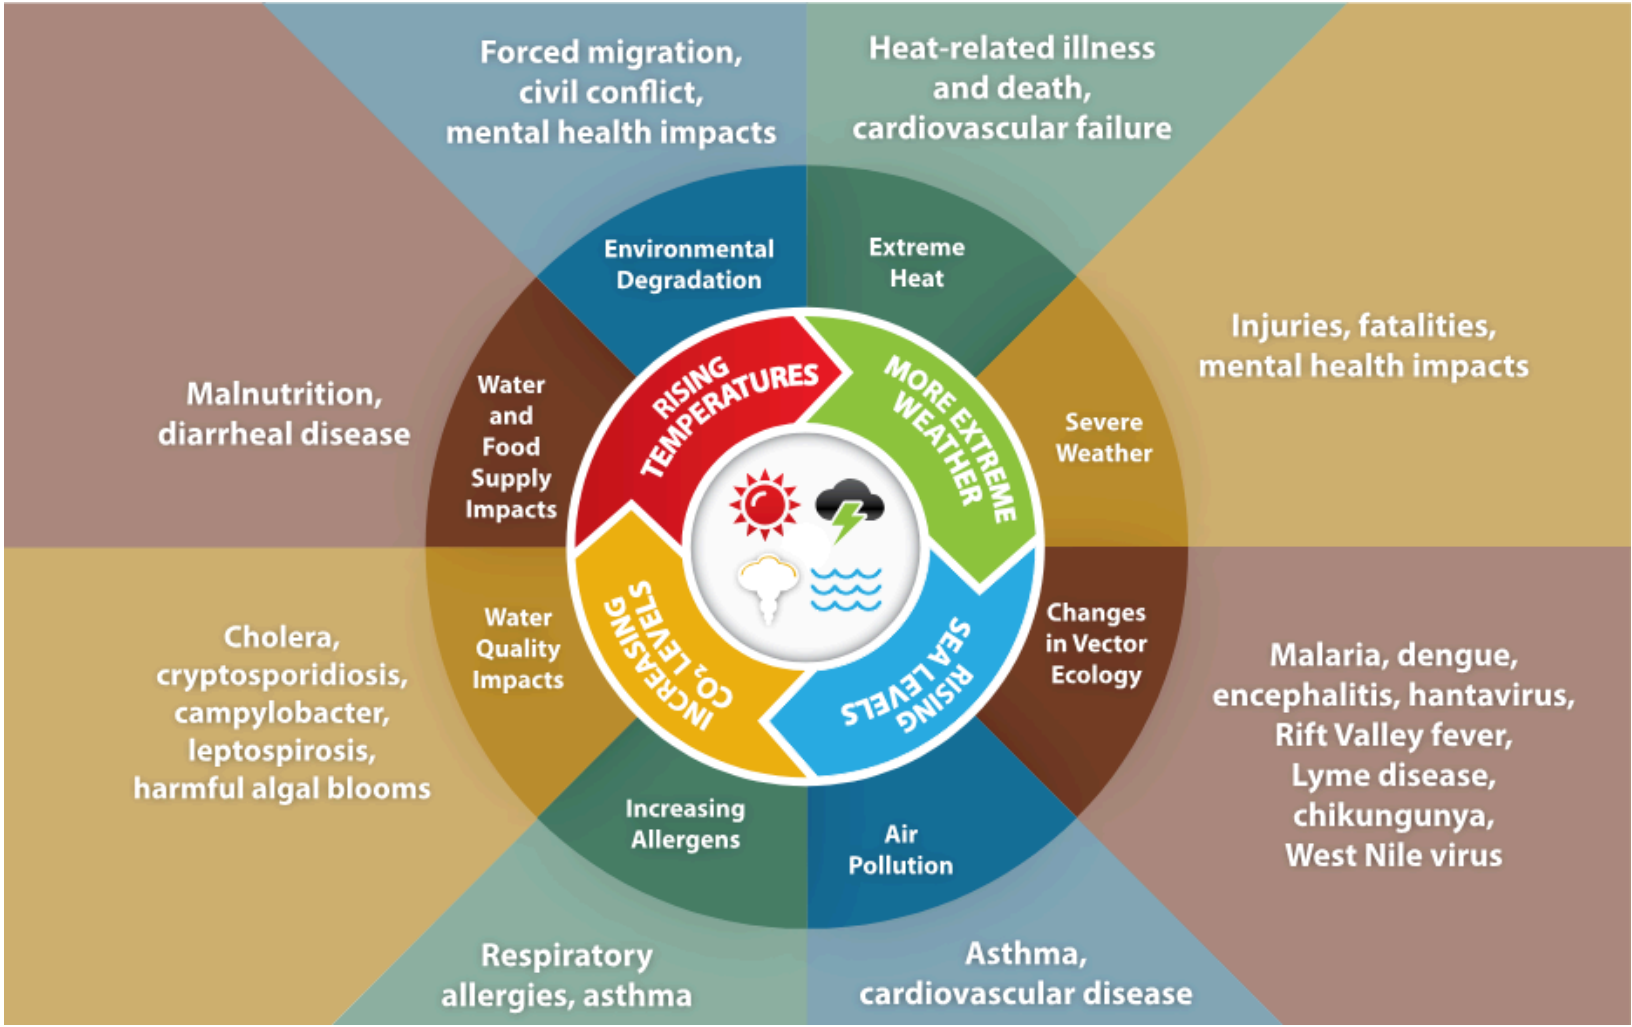 Forced migration,
civil conflict,
mental health impacts
Heat-related illness
and death,
cardiovascular failure
Environmental
Degradation
Extreme
Heat
Injuries, fatalities,
mental health impacts
Severe
Weather
Malnutrition,
diarrheal disease
Water
and
Food
Supply
Impacts
RISING
TEMPERATURES
MORE EXTREME
WEATHER
RISING
SEA LEVELS
INCREASING
CO₂ LEVELS
Changes
in Vector
Ecology
Malaria, dengue,
encephalitis, hantavirus,
Rift Valley fever,
Lyme disease,
chikungunya,
West Nile virus
Water
Quality
Impacts
Cholera,
cryptosporidiosis,
campylobacter,
leptospirosis,
harmful algal blooms
Increasing
Allergens
Air
Pollution
Respiratory
allergies, asthma
Asthma,
cardiovascular disease